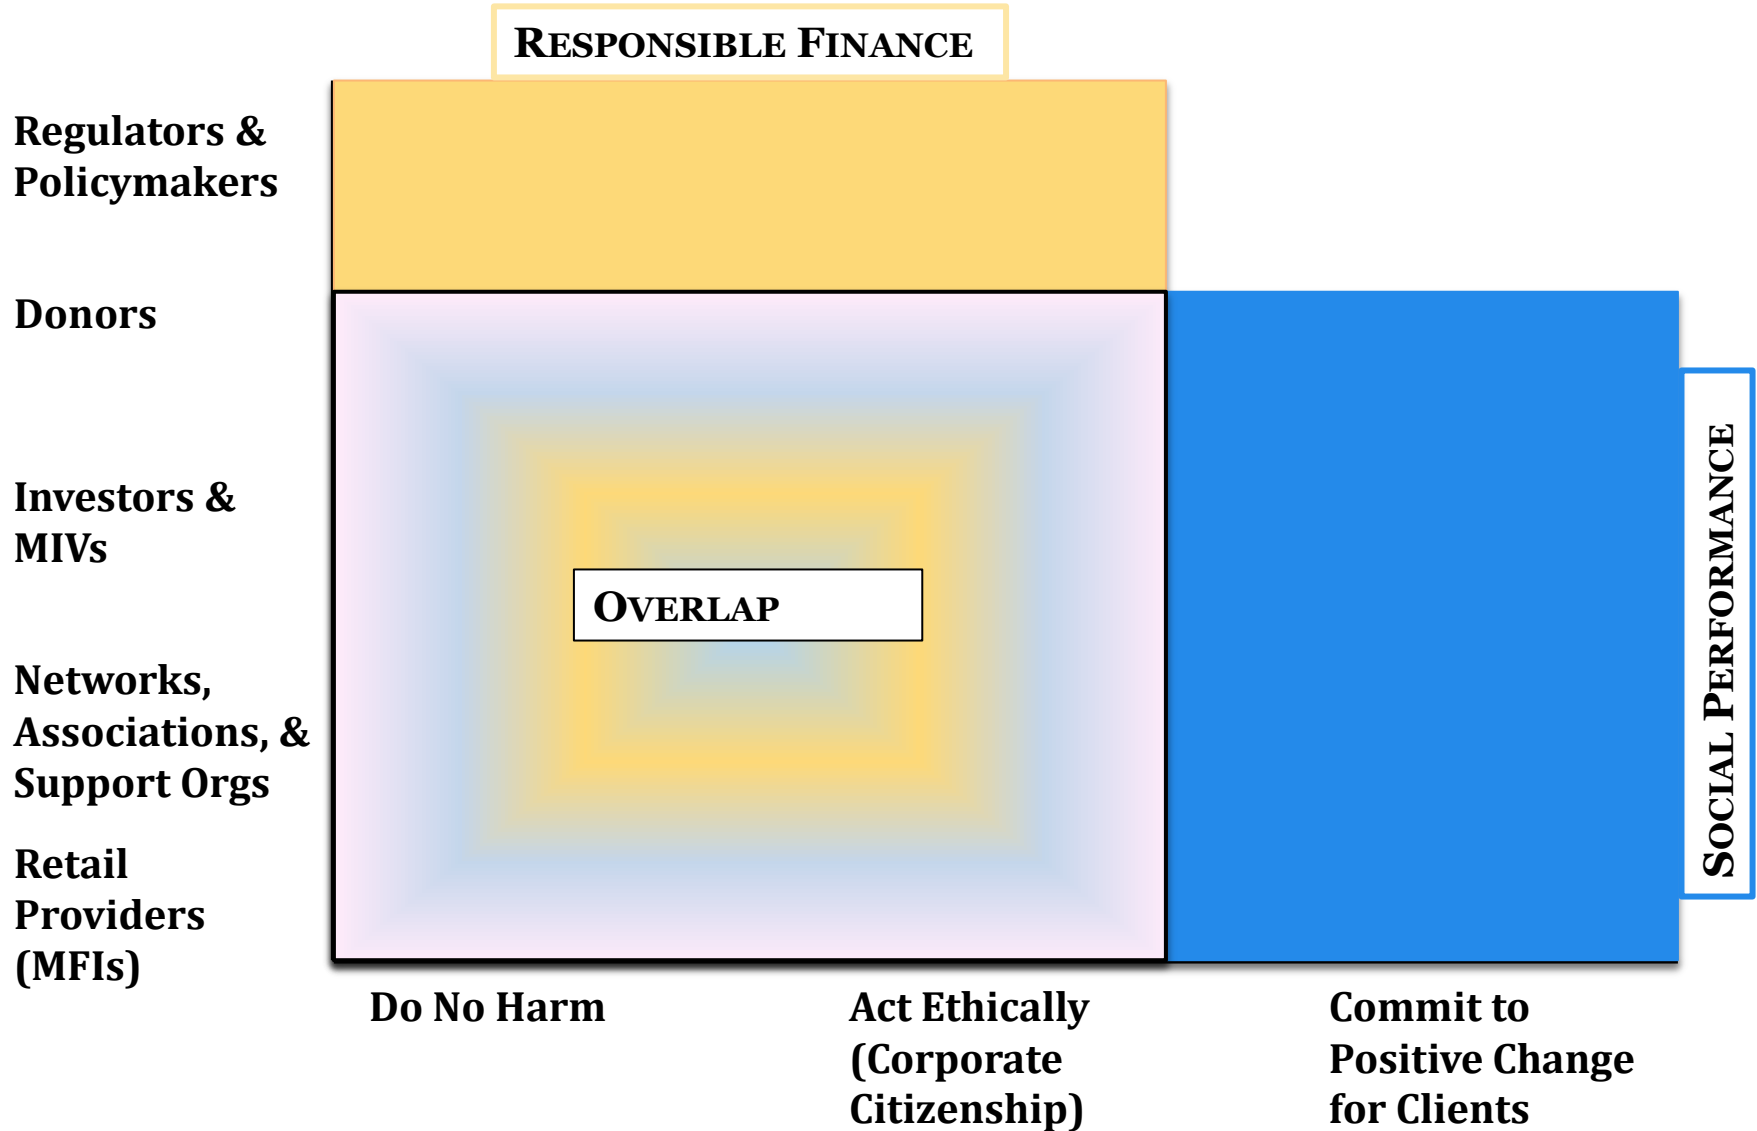 RESPONSIBLE FINANCE
Regulators &
Policymakers
Donors
Investors &
MIVs
OVERLAP
Networks,
Associations, &
Support Orgs
Retail
Providers
(MFIs)
SOCIAL PERFORMANCE
Do No Harm
Act Ethically
(Corporate
Citizenship)
Commit to
Positive Change
for Clients